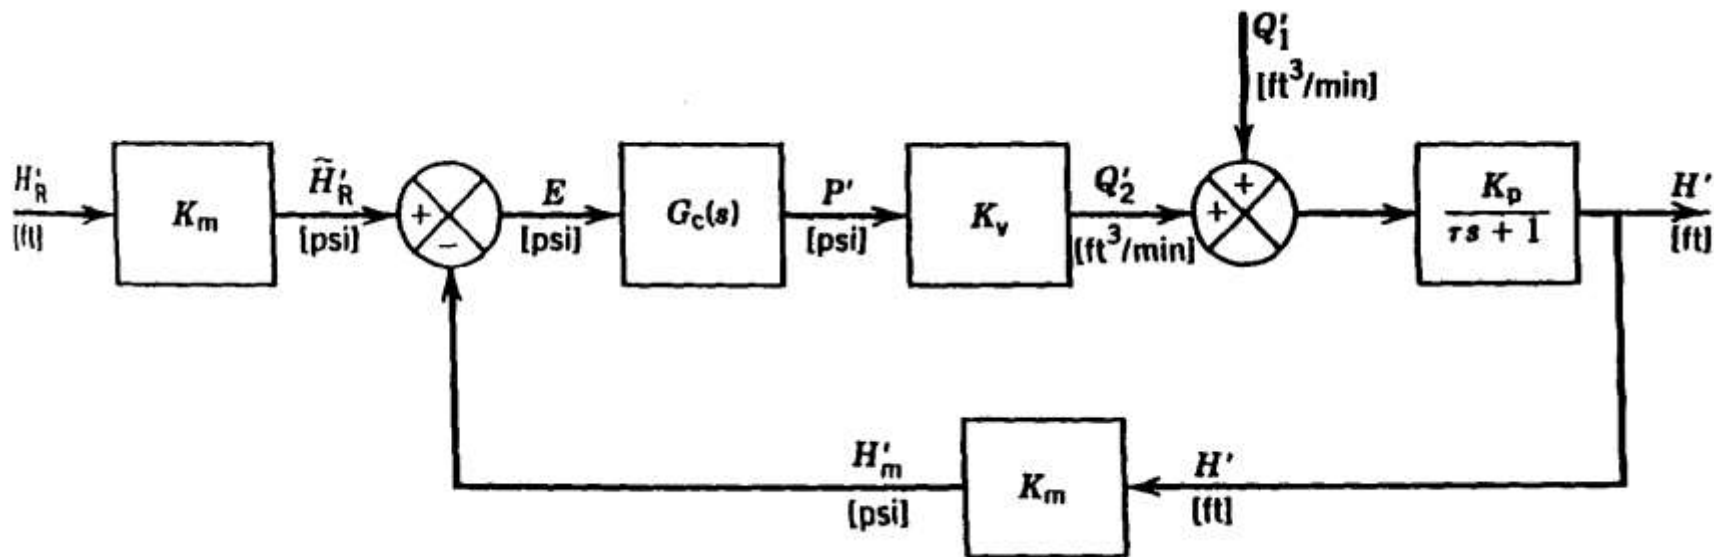 Q′₁
[ft³/min]
H′R
[ft]
Km
H̃′R
[psi]
+
−
E
[psi]
Gc(s)
P′
[psi]
Kv
Q′₂
[ft³/min]
+
+
Kp
τs + 1
H′
[ft]
H′m
[psi]
Km
H′
[ft]